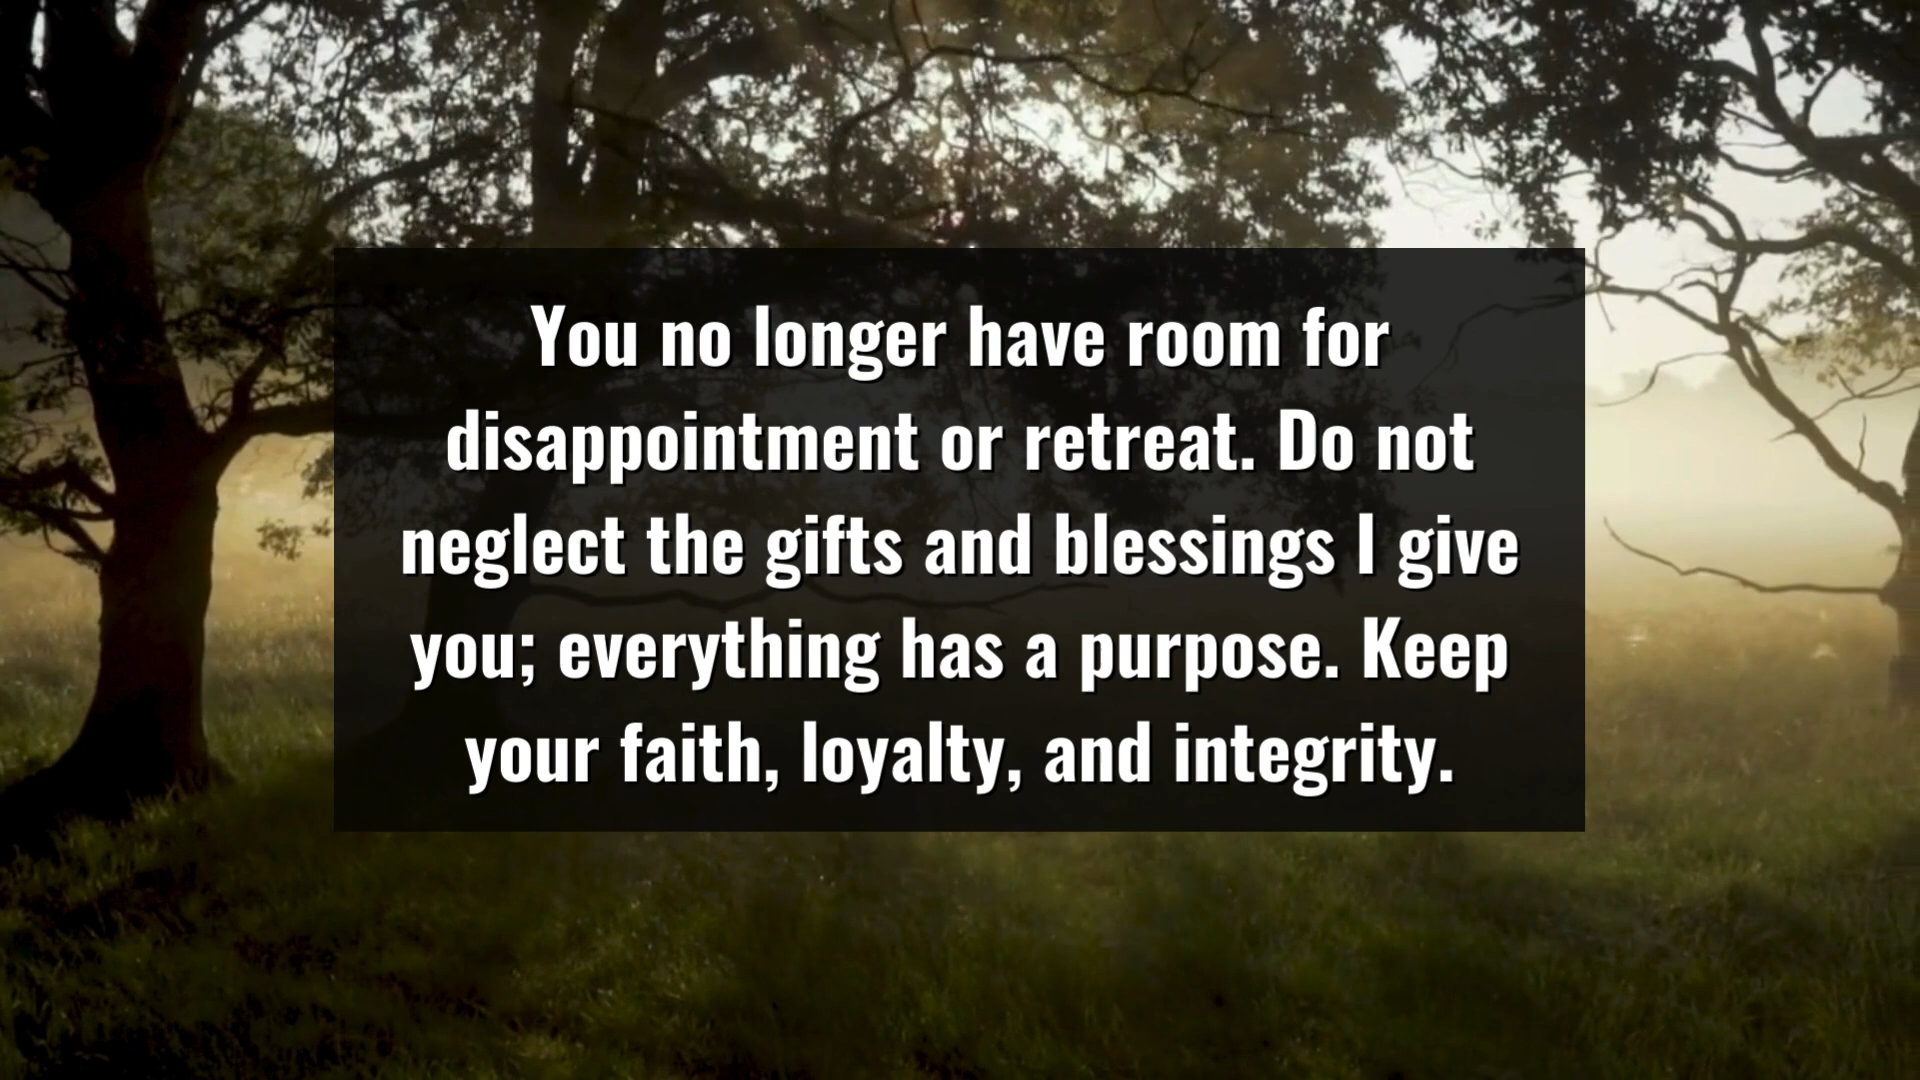 You no longer have room for
disappointment or retreat. Do not
neglect the gifts and blessings I give
you; everything has a purpose. Keep
your faith, loyalty, and integrity.